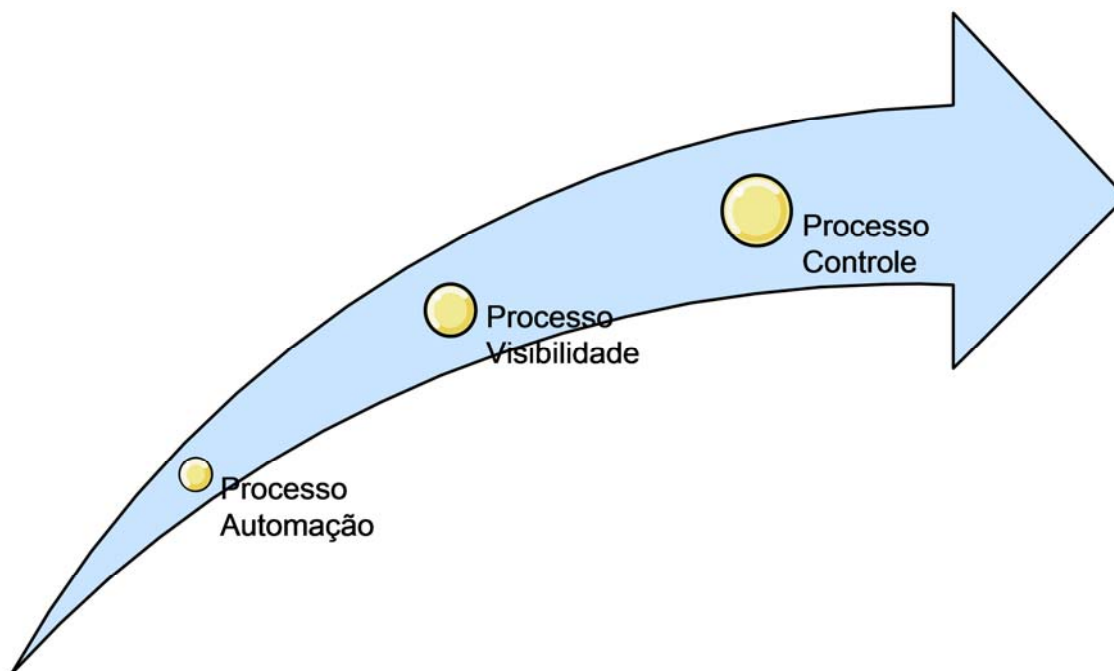 Processo
Controle
Processo
Visibilidade
Processo
Automação